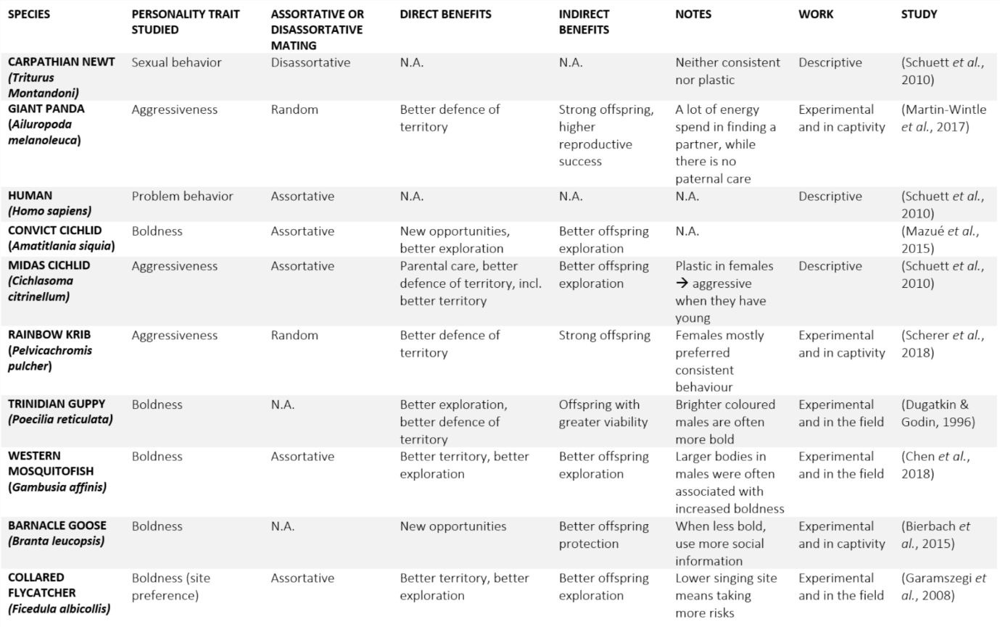 SPECIES
PERSONALITY TRAIT
STUDIED
ASSORTATIVE OR
DISASSORTATIVE
MATING
DIRECT BENEFITS
INDIRECT
BENEFITS
NOTES
WORK
STUDY
CARPATHIAN NEWT
(Triturus
Montandoni)
Sexual behavior
Disassortative
N.A.
N.A.
Neither consistent
nor plastic
Descriptive
(Schuett et al.,
2010)
GIANT PANDA
(Ailuropoda
melanoleuca)
Aggressiveness
Random
Better defence of
territory
Strong offspring,
higher
reproductive
success
A lot of energy
spend in finding a
partner, while
there is no
paternal care
Experimental
and in captivity
(Martin-Wintle
et al., 2017)
HUMAN
(Homo sapiens)
Problem behavior
Assortative
N.A.
N.A.
N.A.
Descriptive
(Schuett et al.,
2010)
CONVICT CICHLID
(Amatitlania siquia)
Boldness
Assortative
New opportunities,
better exploration
Better offspring
exploration
N.A.
(Mazué et al.,
2015)
MIDAS CICHLID
(Cichlasoma
citrinellum)
Aggressiveness
Assortative
Parental care, better
defence of territory, incl.
better territory
Better offspring
exploration
Plastic in females
→ aggressive
when they have
young
Descriptive
(Schuett et al.,
2010)
RAINBOW KRIB
(Pelvicachromis
pulcher)
Aggressiveness
Random
Better defence of
territory
Strong offspring
Females mostly
preferred
consistent
behaviour
Experimental
and in captivity
(Scherer et al.,
2018)
TRINIDIAN GUPPY
(Poecilia reticulata)
Boldness
N.A.
Better exploration,
better defence of
territory
Offspring with
greater viability
Brighter coloured
males are often
more bold
Experimental
and in the field
(Dugatkin &
Godin, 1996)
WESTERN
MOSQUITOFISH
(Gambusia affinis)
Boldness
Assortative
Better territory, better
exploration
Better offspring
exploration
Larger bodies in
males were often
associated with
increased boldness
Experimental
and in the field
(Chen et al.,
2018)
BARNACLE GOOSE
(Branta leucopsis)
Boldness
N.A.
New opportunities
Better offspring
protection
When less bold,
use more social
information
Experimental
and in captivity
(Bierbach et
al., 2015)
COLLARED
FLYCATCHER
(Ficedula albicollis)
Boldness (site
preference)
Assortative
Better territory, better
exploration
Better offspring
exploration
Lower singing site
means taking
more risks
Experimental
and in the field
(Garamszegi et
al., 2008)